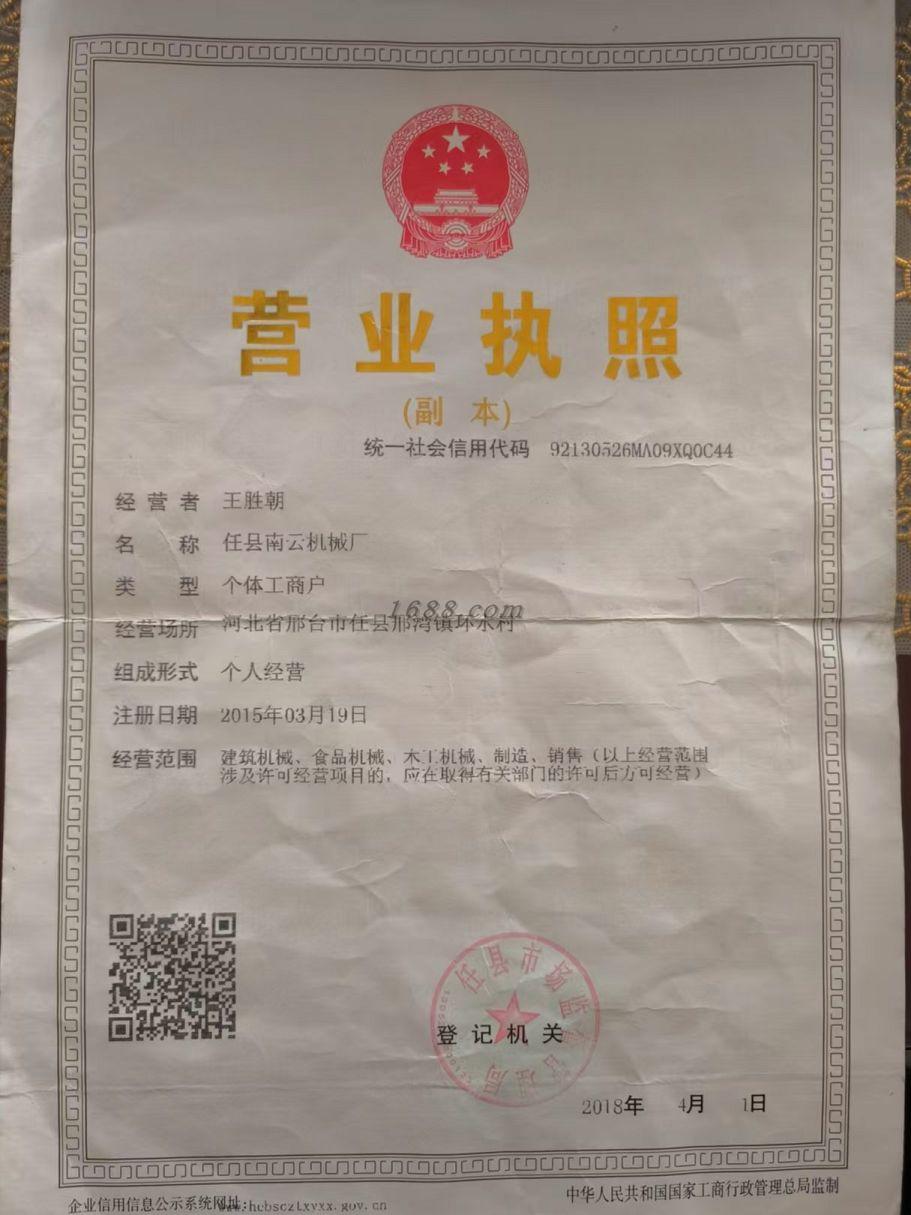 营业执照
(副 本)
统一社会信用代码 92130526MA09XQ0C44
经营者 王胜朝
名 称 任县南云机械厂
类 型 个体工商户
1688.com
经营场所 河北省邢台市任县邢湾镇环水村
组成形式 个人经营
注册日期 2015年03月19日
经营范围 建筑机械、食品机械、木工机械、制造、销售（以上经营范围
涉及许可经营项目的，应在取得有关部门的许可后方可经营）
任县市场监督管理局
登记机关
2018年 4月 1日
企业信用信息公示系统网址: www.hebscztxyxx.gov.cn
中华人民共和国国家工商行政管理总局监制